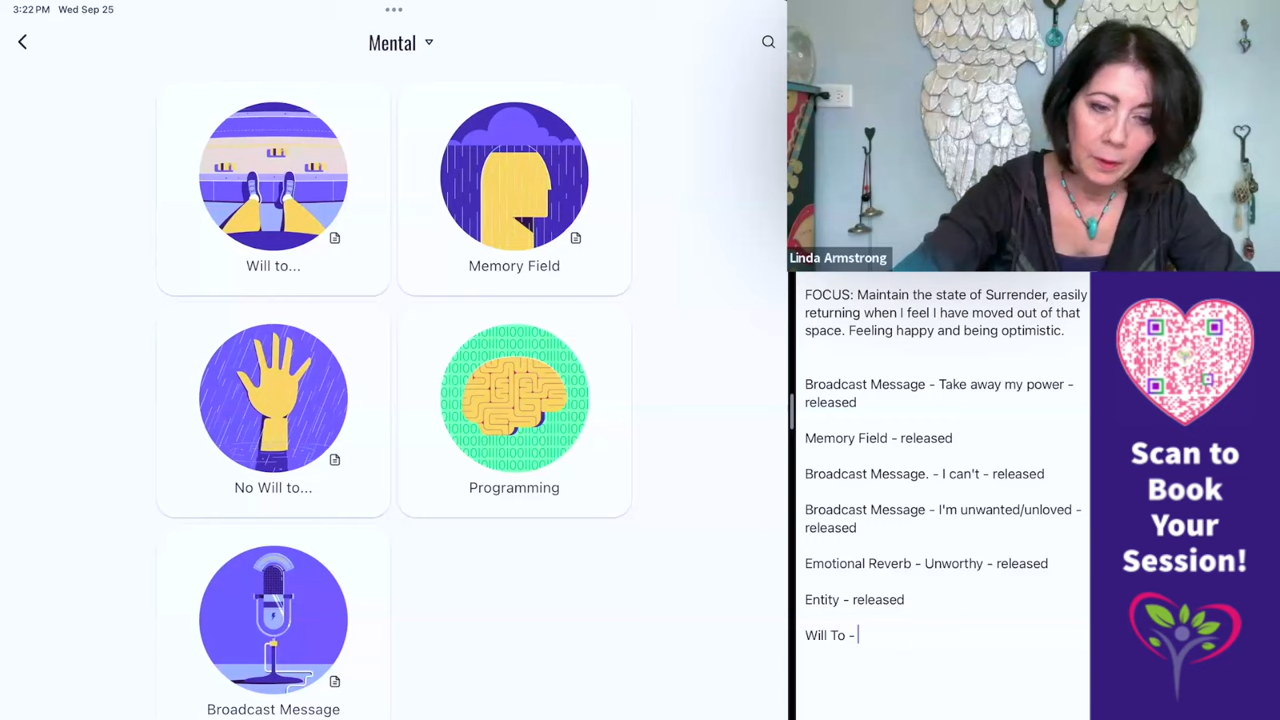 3:22 PM Wed Sep 25
Mental
Will to...
Memory Field
No Will to...
Programming
Broadcast Message
Linda Armstrong
FOCUS: Maintain the state of Surrender, easily
returning when I feel I have moved out of that
space. Feeling happy and being optimistic.
Broadcast Message - Take away my power -
released
Memory Field - released
Broadcast Message. - I can't - released
Broadcast Message - I'm unwanted/unloved -
released
Emotional Reverb - Unworthy - released
Entity - released
Will To -
Scan to
Book
Your
Session!